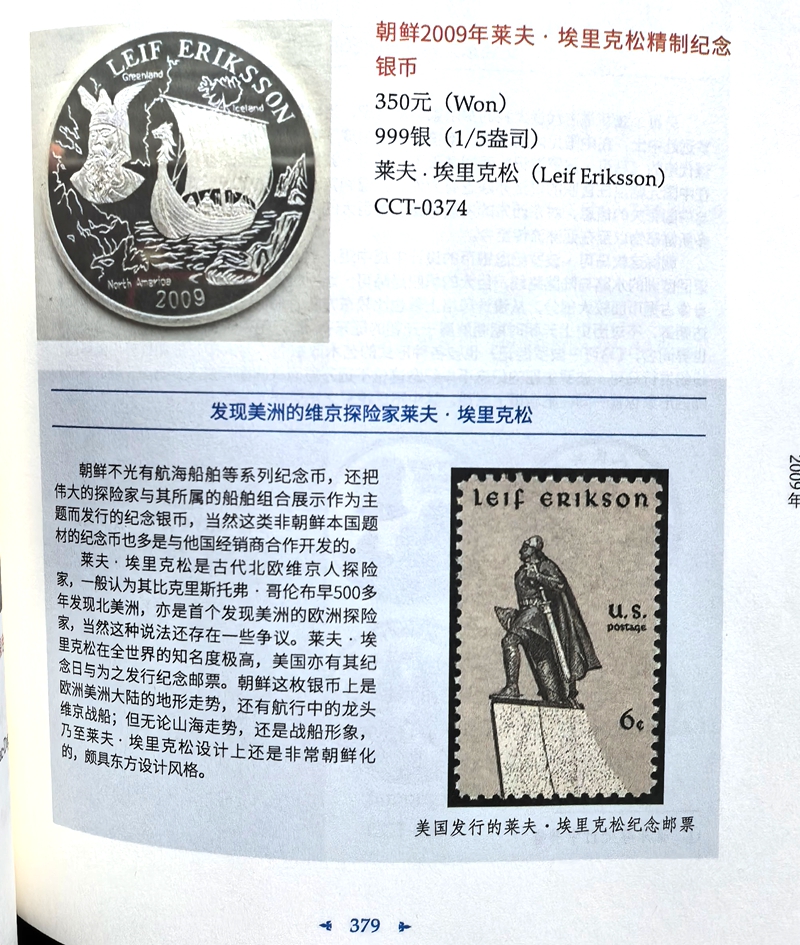 LEIF ERIKSSON
Greenland
Iceland
North America
2009
朝鲜2009年莱夫·埃里克松精制纪念
银币
350元（Won）
999银（1/5盎司）
莱夫·埃里克松（Leif Eriksson）
CCT-0374
发现美洲的维京探险家莱夫·埃里克松
朝鲜不光有航海船舶等系列纪念币，还把
伟大的探险家与其所属的船舶组合展示作为主
题而发行的纪念银币，当然这类非朝鲜本国题
材的纪念币也多是与他国经销商合作开发的。
莱夫·埃里克松是古代北欧维京人探险
家，一般认为其比克里斯托弗·哥伦布早500多
年发现北美洲，亦是首个发现美洲的欧洲探险
家，当然这种说法还存在一些争议。莱夫·埃
里克松在全世界的知名度极高，美国亦有其纪
念日与为之发行纪念邮票。朝鲜这枚银币上是
欧洲美洲大陆的地形走势，还有航行中的龙头
维京战船；但无论山海走势，还是战船形象，
乃至莱夫·埃里克松设计上还是非常朝鲜化
的，颇具东方设计风格。
LEIF ERIKSON
U.S.
postage
6¢
美国发行的莱夫·埃里克松纪念邮票
2009年
379